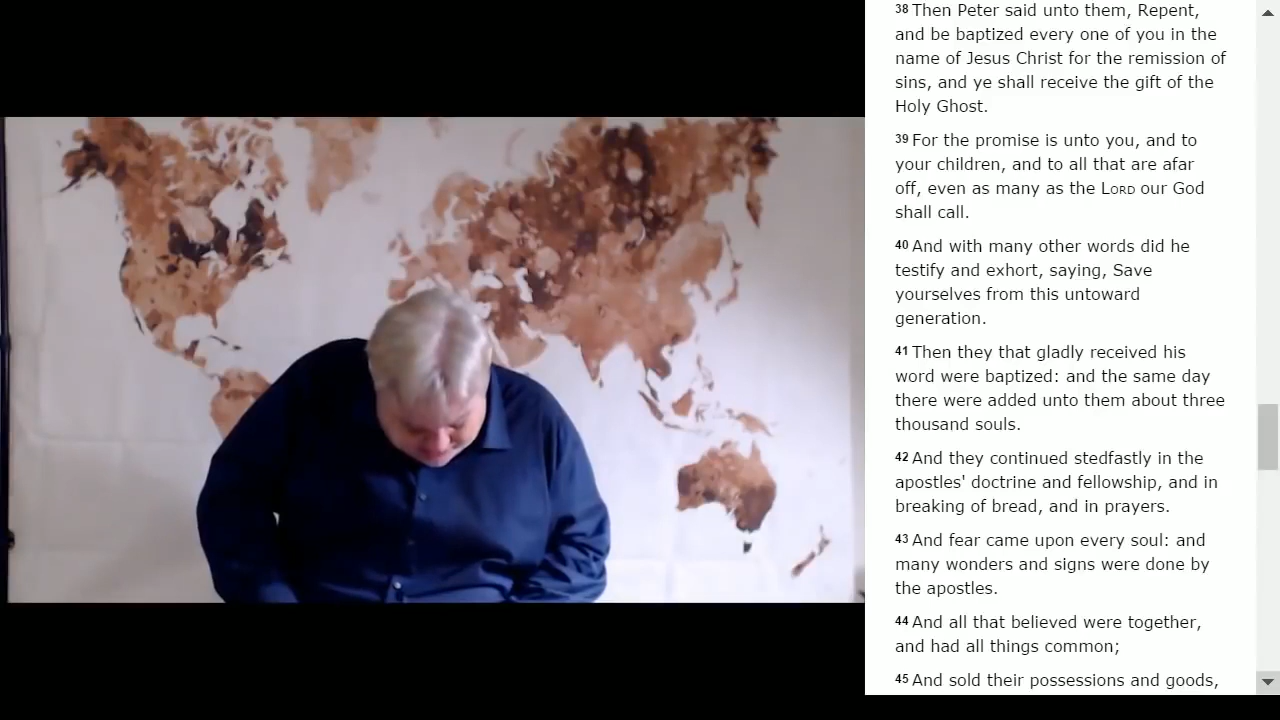 38 Then Peter said unto them, Repent,
and be baptized every one of you in the
name of Jesus Christ for the remission of
sins, and ye shall receive the gift of the
Holy Ghost.
39 For the promise is unto you, and to
your children, and to all that are afar
off, even as many as the LORD our God
shall call.
40 And with many other words did he
testify and exhort, saying, Save
yourselves from this untoward
generation.
41 Then they that gladly received his
word were baptized: and the same day
there were added unto them about three
thousand souls.
42 And they continued stedfastly in the
apostles' doctrine and fellowship, and in
breaking of bread, and in prayers.
43 And fear came upon every soul: and
many wonders and signs were done by
the apostles.
44 And all that believed were together,
and had all things common;
45 And sold their possessions and goods,